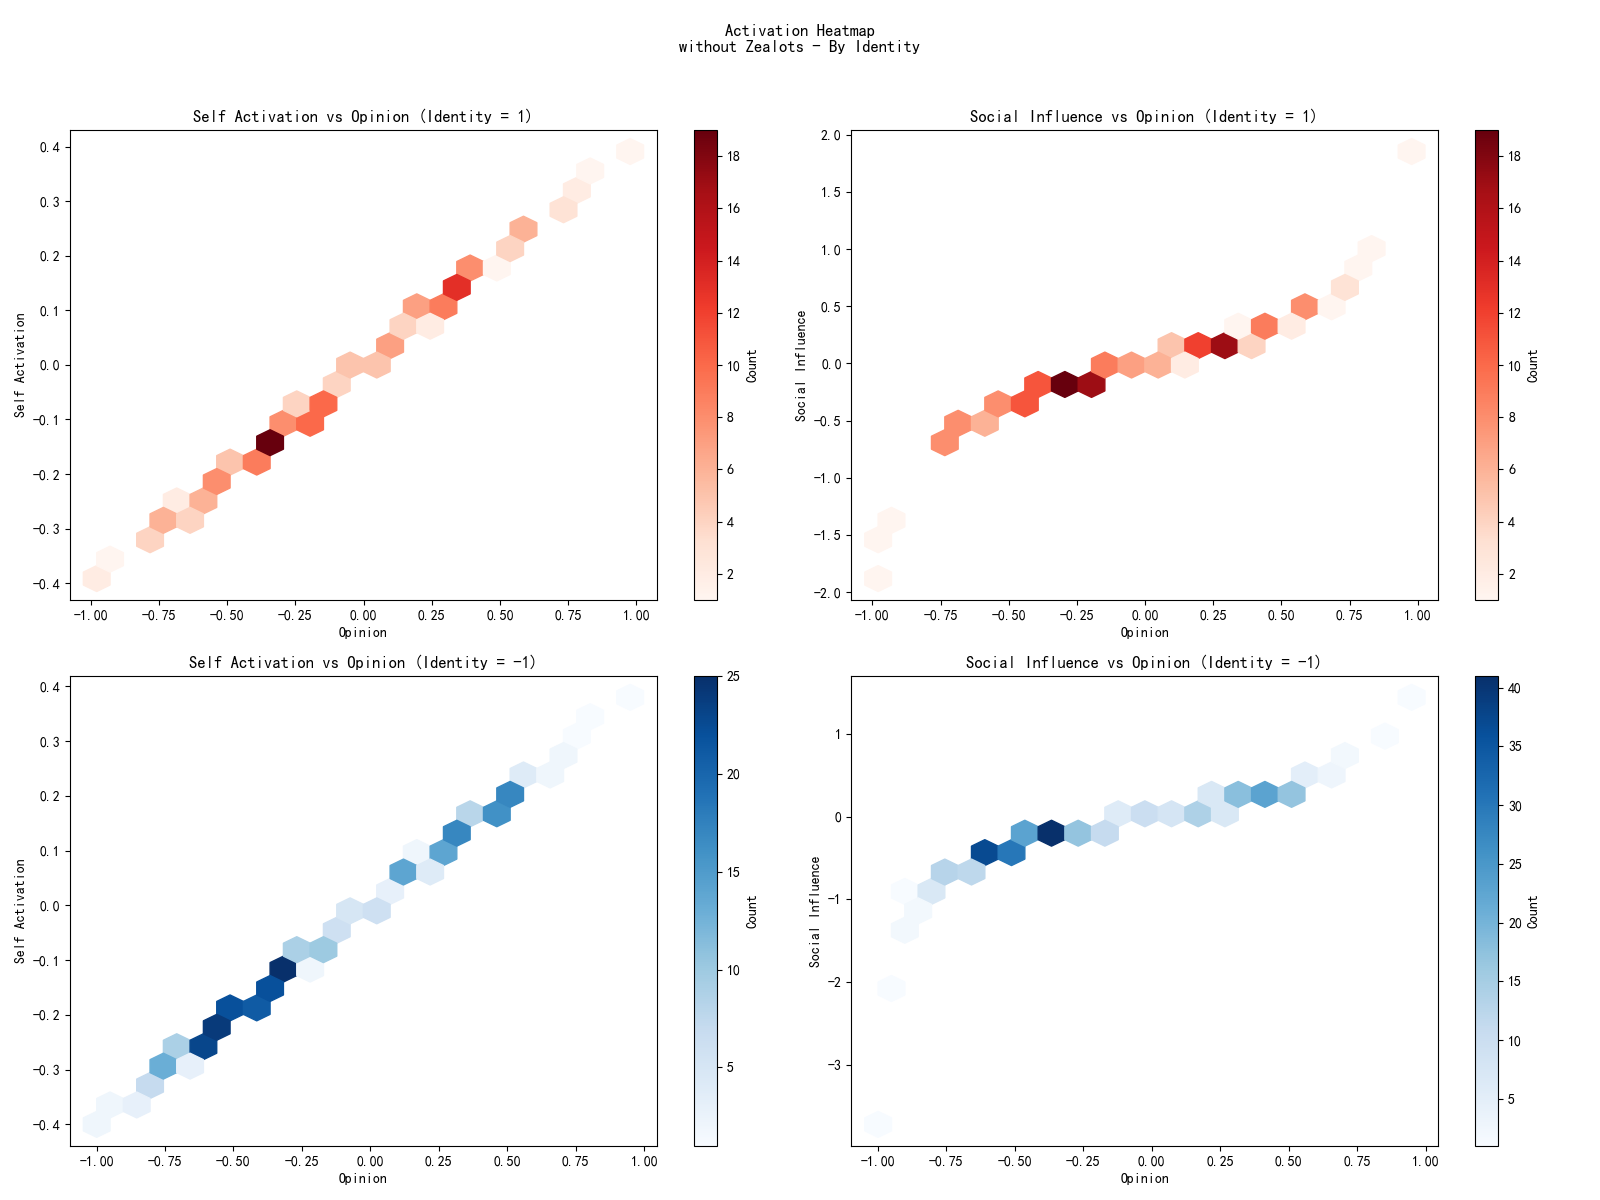 Activation Heatmap
without Zealots - By Identity
Self Activation vs Opinion (Identity = 1)
0.4
0.3
0.2
0.1
0.0
-0.1
-0.2
-0.3
-0.4
Self Activation
-1.00 -0.75 -0.50 -0.25 0.00 0.25 0.50 0.75 1.00
Opinion
18
16
14
12
10
8
6
4
2
Count
Social Influence vs Opinion (Identity = 1)
2.0
1.5
1.0
0.5
0.0
-0.5
-1.0
-1.5
-2.0
Social Influence
-1.00 -0.75 -0.50 -0.25 0.00 0.25 0.50 0.75 1.00
Opinion
18
16
14
12
10
8
6
4
2
Count
Self Activation vs Opinion (Identity = -1)
0.4
0.3
0.2
0.1
0.0
-0.1
-0.2
-0.3
-0.4
Self Activation
-1.00 -0.75 -0.50 -0.25 0.00 0.25 0.50 0.75 1.00
Opinion
25
20
15
10
5
Count
Social Influence vs Opinion (Identity = -1)
1
0
-1
-2
-3
Social Influence
-1.00 -0.75 -0.50 -0.25 0.00 0.25 0.50 0.75 1.00
Opinion
40
35
30
25
20
15
10
5
Count